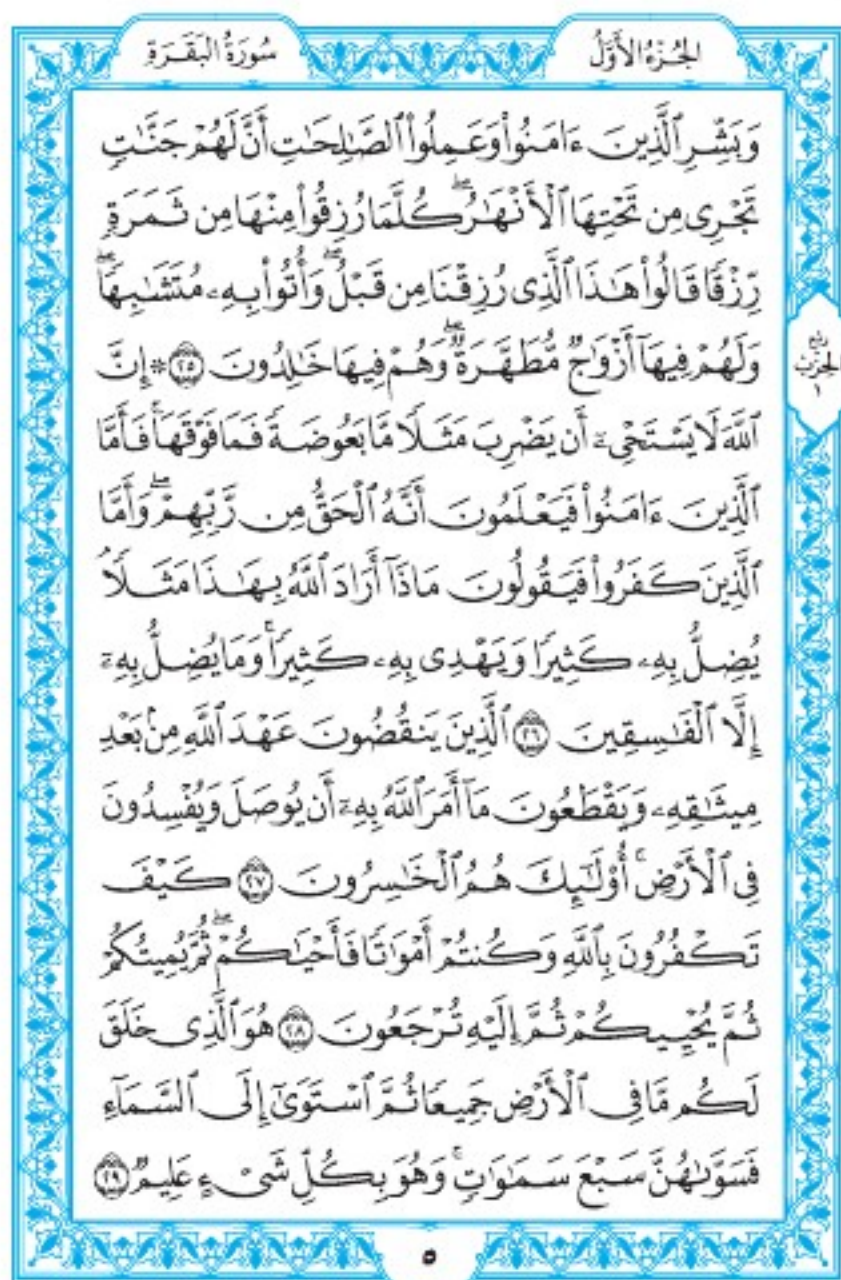 الجُزْءُ الأَوَّلُ
سُورَةُ البَقَرَةِ
وَبَشِّرِ ٱلَّذِينَ ءَامَنُوا۟ وَعَمِلُوا۟ ٱلصَّـٰلِحَـٰتِ أَنَّ لَهُمْ جَنَّـٰتٍ
تَجْرِى مِن تَحْتِهَا ٱلْأَنْهَـٰرُ ۖ كُلَّمَا رُزِقُوا۟ مِنْهَا مِن ثَمَرَةٍ
رِّزْقًا قَالُوا۟ هَـٰذَا ٱلَّذِى رُزِقْنَا مِن قَبْلُ ۖ وَأُتُوا۟ بِهِۦ مُتَشَـٰبِهًا ۖ
وَلَهُمْ فِيهَآ أَزْوَٰجٌ مُّطَهَّرَةٌ ۖ وَهُمْ فِيهَا خَـٰلِدُونَ ٢٥ * إِنَّ
ربع
الحزب
١
ٱللَّهَ لَا يَسْتَحْىِۦٓ أَن يَضْرِبَ مَثَلًا مَّا بَعُوضَةً فَمَا فَوْقَهَا ۚ فَأَمَّا
ٱلَّذِينَ ءَامَنُوا۟ فَيَعْلَمُونَ أَنَّهُ ٱلْحَقُّ مِن رَّبِّهِمْ ۖ وَأَمَّا
ٱلَّذِينَ كَفَرُوا۟ فَيَقُولُونَ مَاذَآ أَرَادَ ٱللَّهُ بِهَـٰذَا مَثَلًا ۘ
يُضِلُّ بِهِۦ كَثِيرًا وَيَهْدِى بِهِۦ كَثِيرًا ۚ وَمَا يُضِلُّ بِهِۦٓ
إِلَّا ٱلْفَـٰسِقِينَ ٢٦ ٱلَّذِينَ يَنقُضُونَ عَهْدَ ٱللَّهِ مِنۢ بَعْدِ
مِيثَـٰقِهِۦ وَيَقْطَعُونَ مَآ أَمَرَ ٱللَّهُ بِهِۦٓ أَن يُوصَلَ وَيُفْسِدُونَ
فِى ٱلْأَرْضِ ۚ أُو۟لَـٰٓئِكَ هُمُ ٱلْخَـٰسِرُونَ ٢٧ كَيْفَ
تَكْفُرُونَ بِٱللَّهِ وَكُنتُمْ أَمْوَٰتًا فَأَحْيَـٰكُمْ ۖ ثُمَّ يُمِيتُكُمْ
ثُمَّ يُحْيِيكُمْ ثُمَّ إِلَيْهِ تُرْجَعُونَ ٢٨ هُوَ ٱلَّذِى خَلَقَ
لَكُم مَّا فِى ٱلْأَرْضِ جَمِيعًا ثُمَّ ٱسْتَوَىٰٓ إِلَى ٱلسَّمَآءِ
فَسَوَّىٰهُنَّ سَبْعَ سَمَـٰوَٰتٍ ۚ وَهُوَ بِكُلِّ شَىْءٍ عَلِيمٌ ٢٩
٥